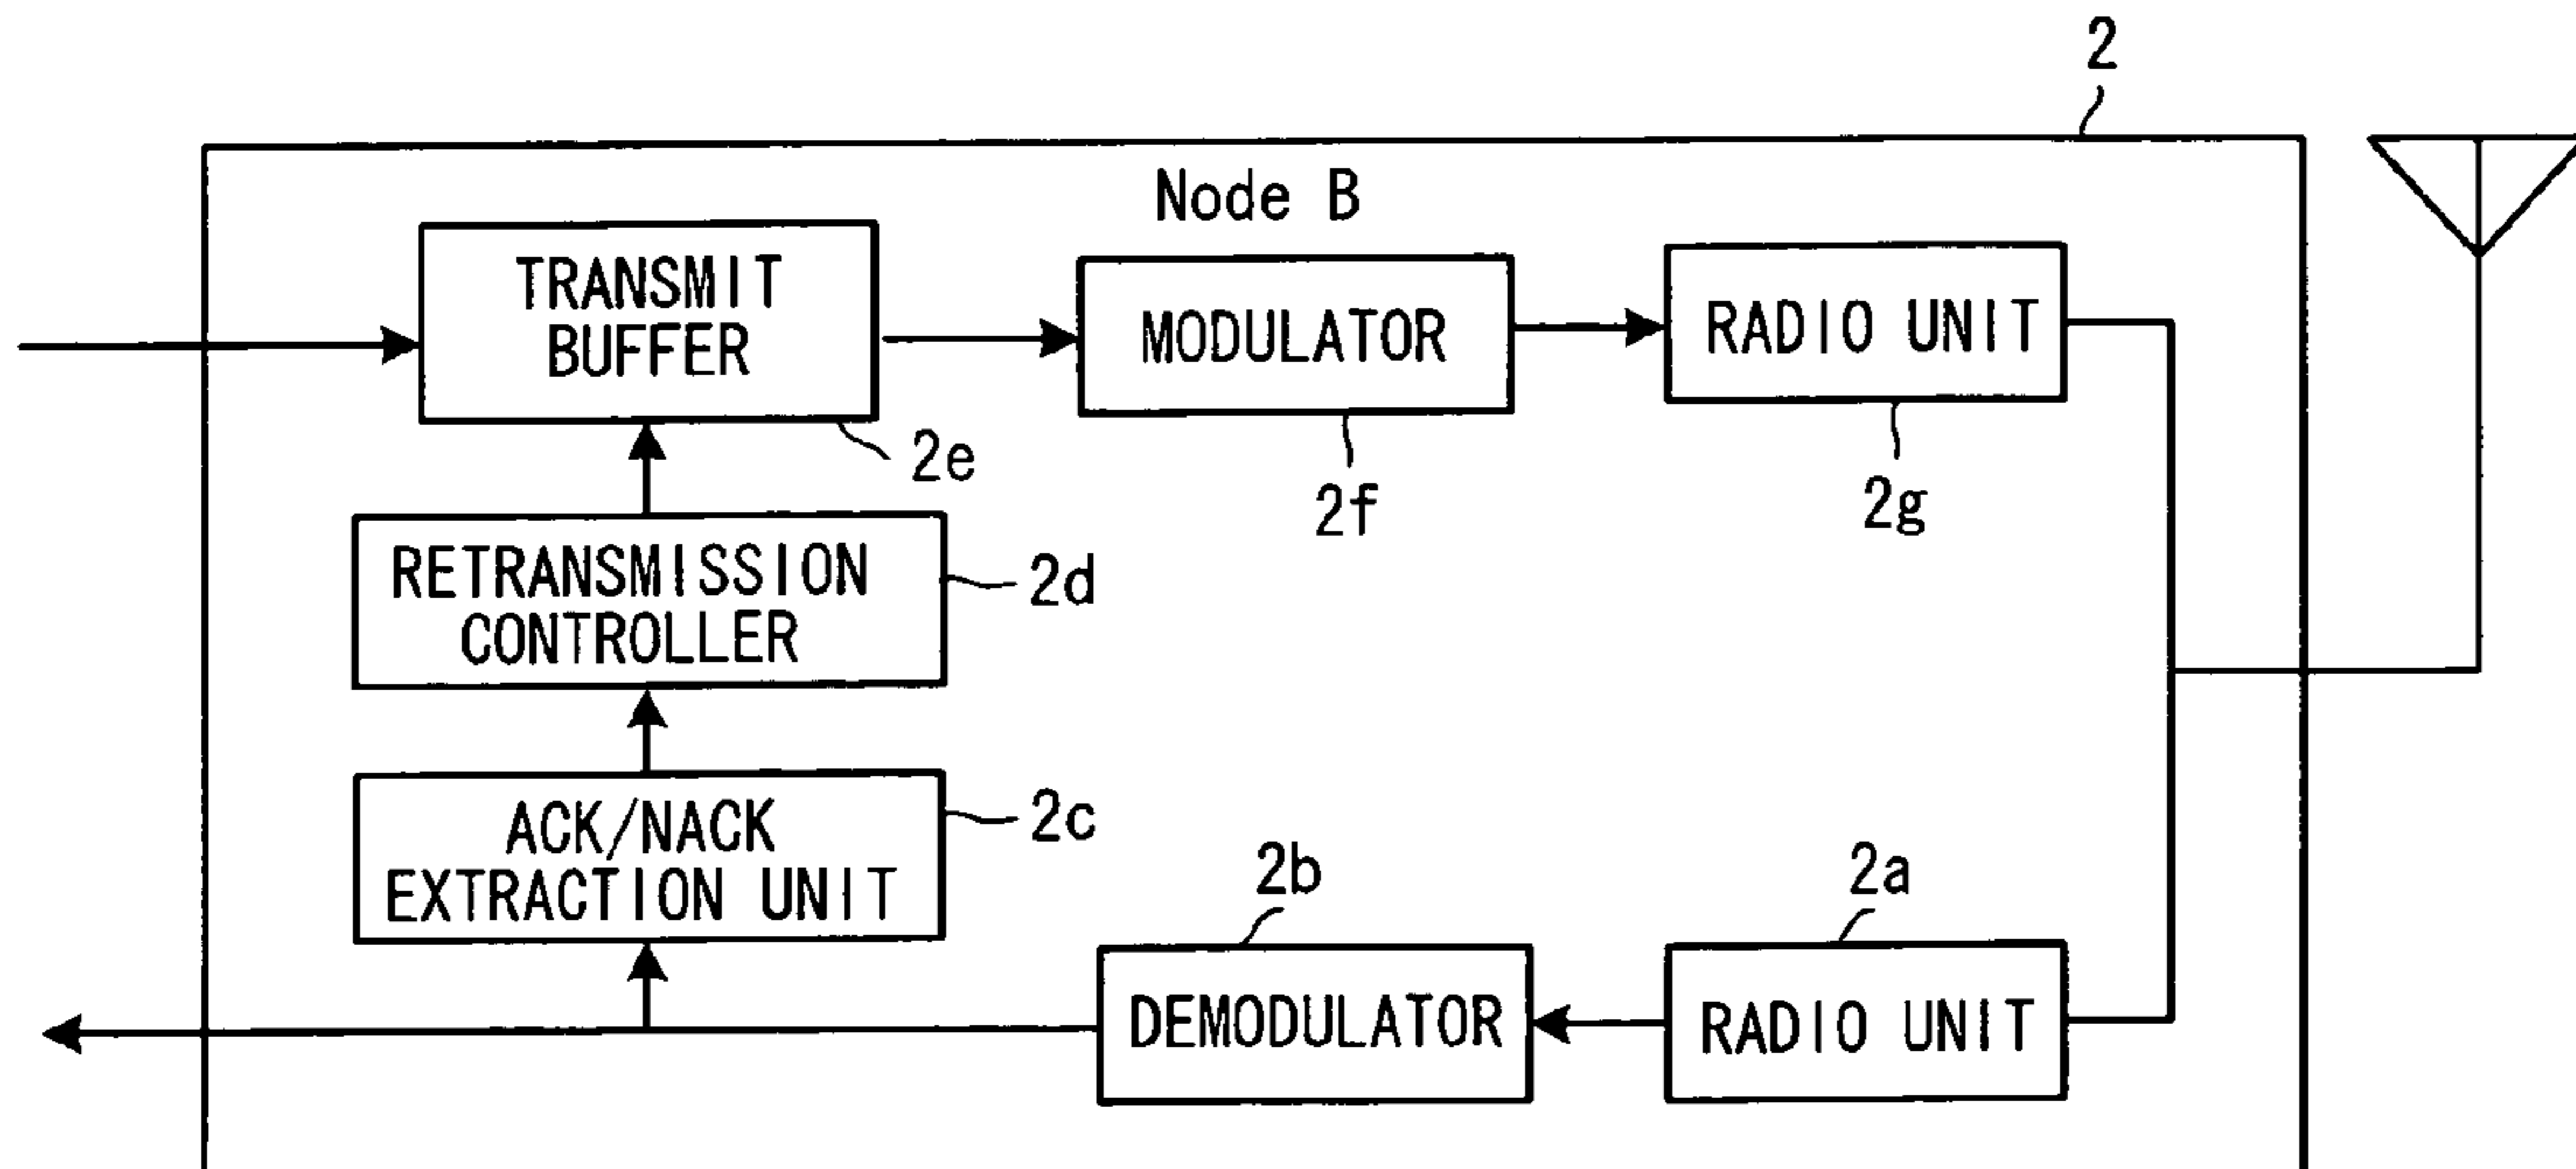 2
Node B
TRANSMIT
BUFFER
MODULATOR
RADIO UNIT
2e
2f
2g
RETRANSMISSION
CONTROLLER
2d
ACK/NACK
EXTRACTION UNIT
2c
2b
2a
DEMODULATOR
RADIO UNIT